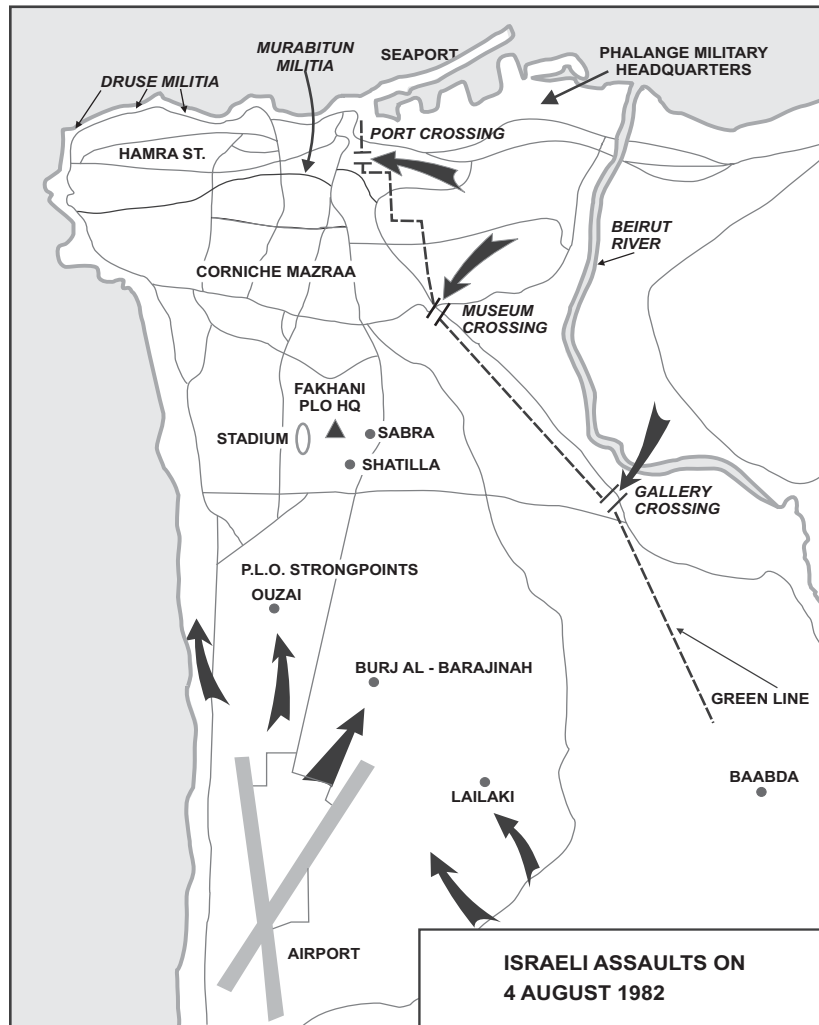 MURABITUN
MILITIA
SEAPORT
PHALANGE MILITARY
HEADQUARTERS
DRUSE MILITIA
PORT CROSSING
HAMRA ST.
BEIRUT
RIVER
CORNICHE MAZRAA
MUSEUM
CROSSING
FAKHANI
PLO HQ
STADIUM
SABRA
SHATILLA
GALLERY
CROSSING
P.L.O. STRONGPOINTS
OUZAI
BURJ AL - BARAJINAH
GREEN LINE
BAABDA
LAILAKI
AIRPORT
ISRAELI ASSAULTS ON
4 AUGUST 1982